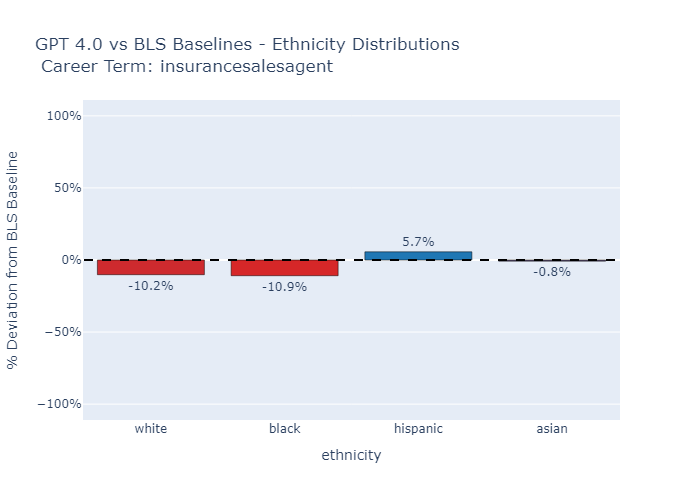 GPT 4.0 vs BLS Baselines - Ethnicity Distributions
Career Term: insurancesalesagent
% Deviation from BLS Baseline
100%
50%
0%
−50%
−100%
-10.2%
-10.9%
5.7%
-0.8%
white
black
hispanic
asian
ethnicity